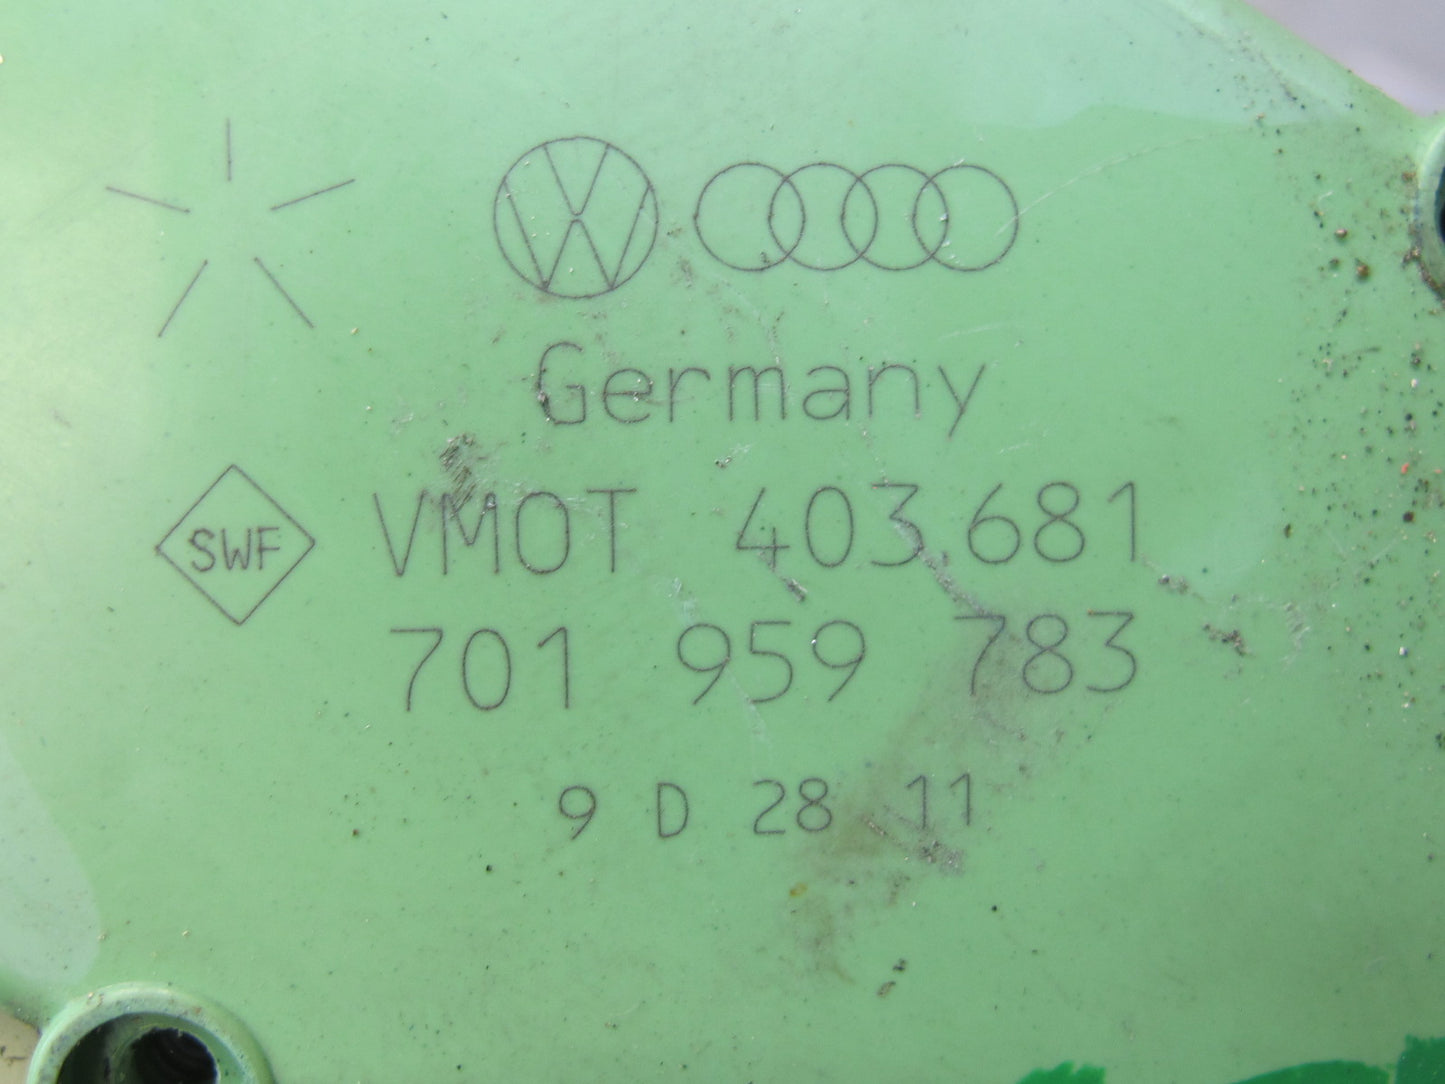 Germany
SWF VMOT 403.681
701 959 783
9 D 28 11